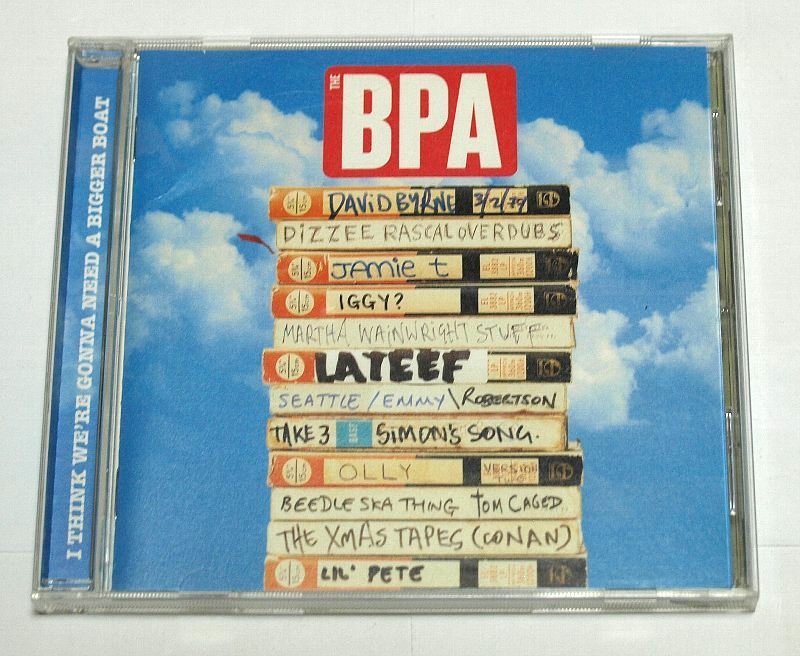 I THINK WE'RE GONNA NEED A BIGGER BOAT
THE
BPA
DAVID BYRNE 3/2/79
DIZZEE RASCAL OVERDUBS
JAMIE t
IGGY?
MARTHA WAINWRIGHT STUFF...
LATEEF
SEATTLE/EMMY\ROBERTSON
TAKE 3 BASF SIMON'S SONG.
OLLY
BEEDLE SKA THING TOM CAGED
THE XMAS TAPES (CONAN)
LIL' PETE